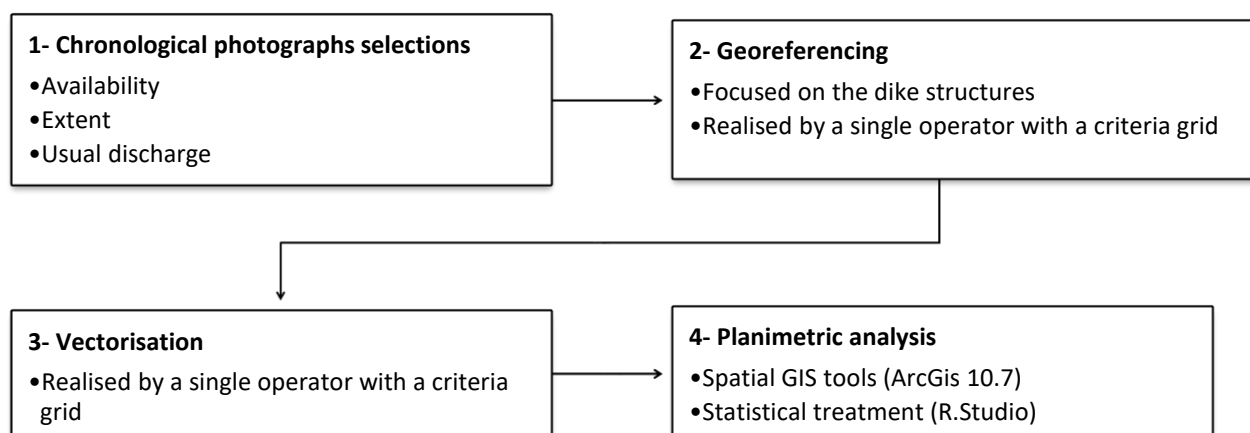 1- Chronological photographs selections
•Availability
•Extent
•Usual discharge
2- Georeferencing
•Focused on the dike structures
•Realised by a single operator with a criteria grid
3- Vectorisation
•Realised by a single operator with a criteria
grid
4- Planimetric analysis
•Spatial GIS tools (ArcGis 10.7)
•Statistical treatment (R.Studio)